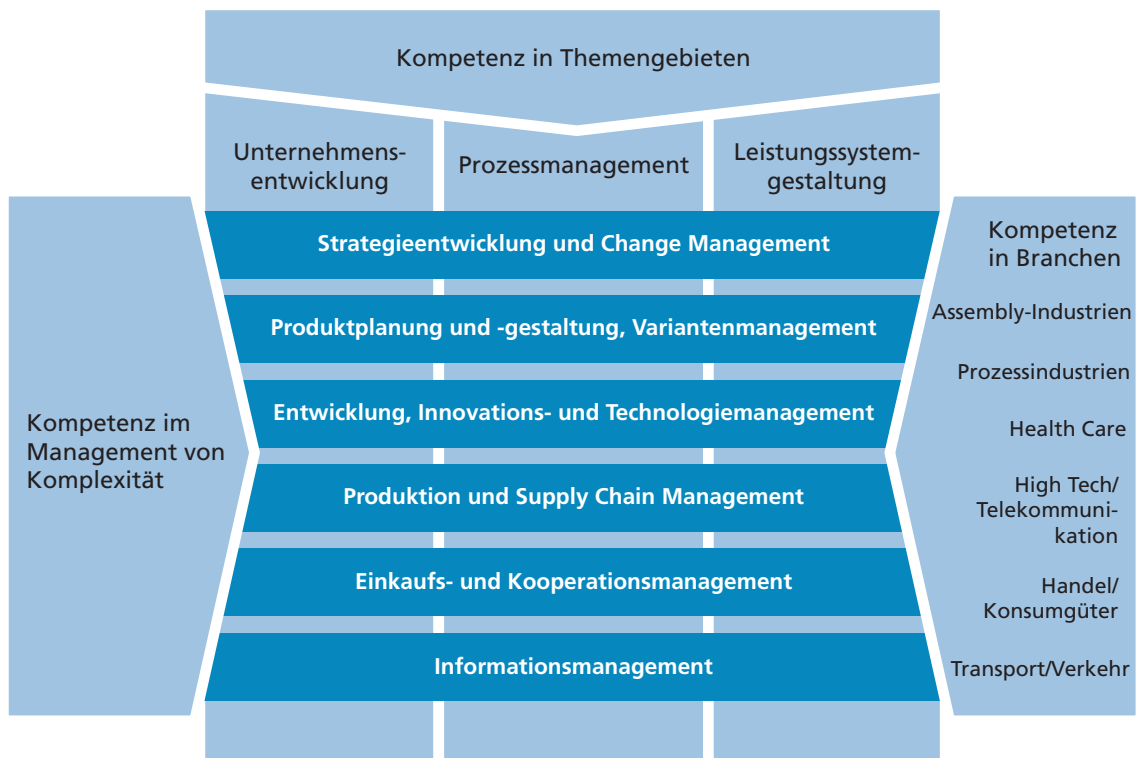 Kompetenz in Themengebieten
Unternehmens-
entwicklung
Prozessmanagement
Leistungssystem-
gestaltung
Strategieentwicklung und Change Management
Produktplanung und -gestaltung, Variantenmanagement
Entwicklung, Innovations- und Technologiemanagement
Produktion und Supply Chain Management
Einkaufs- und Kooperationsmanagement
Informationsmanagement
Kompetenz im
Management von
Komplexität
Kompetenz
in Branchen
Assembly-Industrien
Prozessindustrien
Health Care
High Tech/
Telekommuni-
kation
Handel/
Konsumgüter
Transport/Verkehr